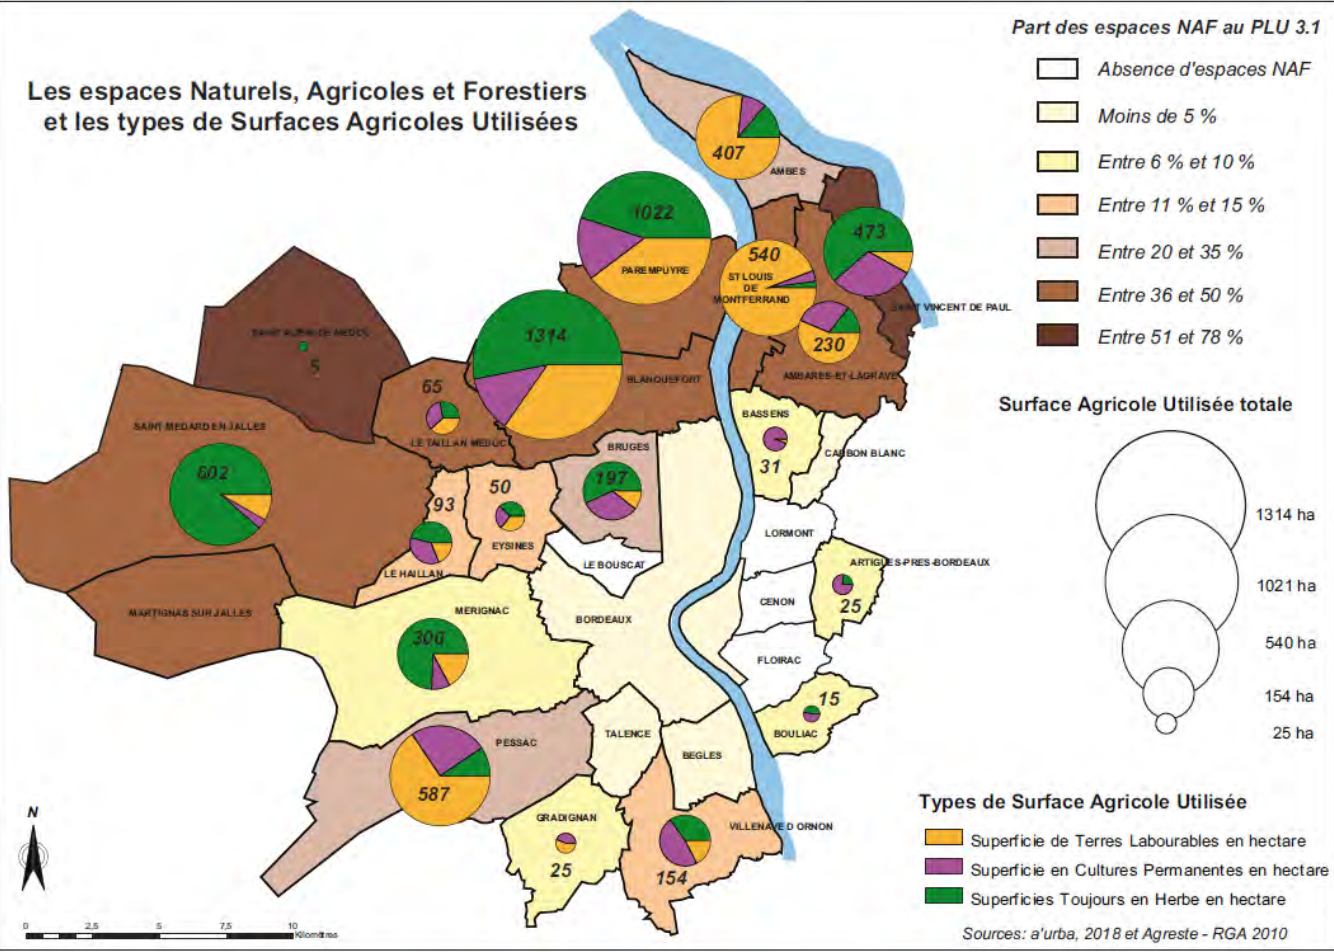 Les espaces Naturels, Agricoles et Forestiers
et les types de Surfaces Agricoles Utilisées
Part des espaces NAF au PLU 3.1
Absence d'espaces NAF
Moins de 5 %
Entre 6 % et 10 %
Entre 11 % et 15 %
Entre 20 et 35 %
Entre 36 et 50 %
Entre 51 et 78 %
Surface Agricole Utilisée totale
1314 ha
1021 ha
540 ha
154 ha
25 ha
Types de Surface Agricole Utilisée
Superficie de Terres Labourables en hectare
Superficie en Cultures Permanentes en hectare
Superficies Toujours en Herbe en hectare
Sources: a'urba, 2018 et Agreste - RGA 2010
407
AMBES
1022
PAREMPUYRE
540
ST LOUIS
DE
MONTFERRAND
473
SAINT VINCENT DE PAUL
230
AMBARES-ET-LAGRAVE
1314
BLANQUEFORT
SAINT AUBIN DE MEDOC
5
65
LE TAILLAN MEDOC
SAINT MEDARD EN JALLES
602
BRUGES
197
BASSENS
31
CARBON BLANC
93
LE HAILLAN
50
EYSINES
LE BOUSCAT
LORMONT
ARTIGUES-PRES-BORDEAUX
25
CENON
MARTIGNAS SUR JALLES
MERIGNAC
306
BORDEAUX
FLOIRAC
15
BOULIAC
PESSAC
587
TALENCE
BEGLES
GRADIGNAN
25
VILLENAVE D ORNON
154
N
0 2,5 5 7,5 10
Kilomètres